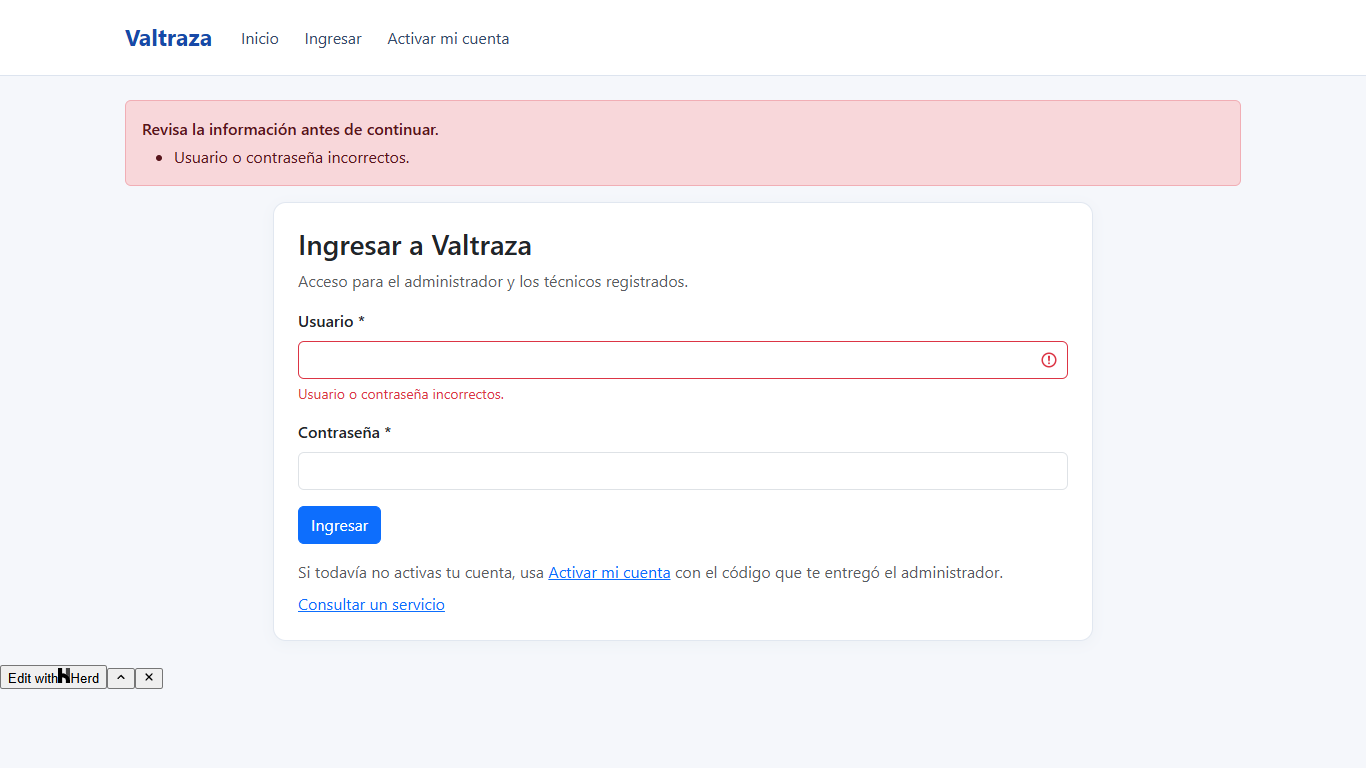 Valtraza Inicio Ingresar Activar mi cuenta
Revisa la información antes de continuar.
Usuario o contraseña incorrectos.
Ingresar a Valtraza
Acceso para el administrador y los técnicos registrados.
Usuario *
Usuario o contraseña incorrectos.
Contraseña *
Ingresar
Si todavía no activas tu cuenta, usa Activar mi cuenta con el código que te entregó el administrador.
Consultar un servicio
Edit with Herd